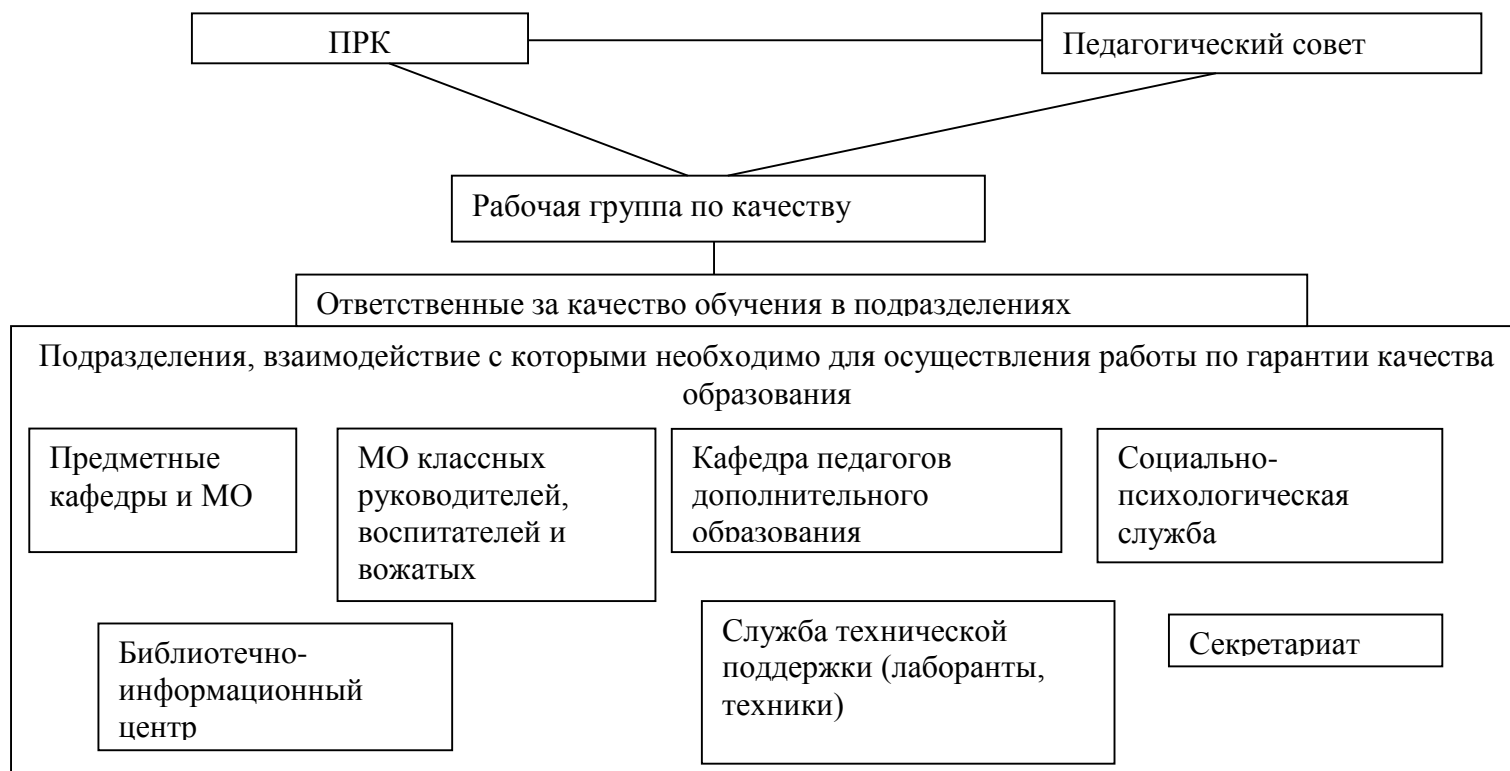 ПРК
Педагогический совет
Рабочая группа по качеству
Ответственные за качество обучения в подразделениях
Подразделения, взаимодействие с которыми необходимо для осуществления работы по гарантии качества
образования
Предметные
кафедры и МО
МО классных
руководителей,
воспитателей и
вожатых
Кафедра педагогов
дополнительного
образования
Социально-
психологическая
служба
Библиотечно-
информационный
центр
Служба технической
поддержки (лаборанты,
техники)
Секретариат